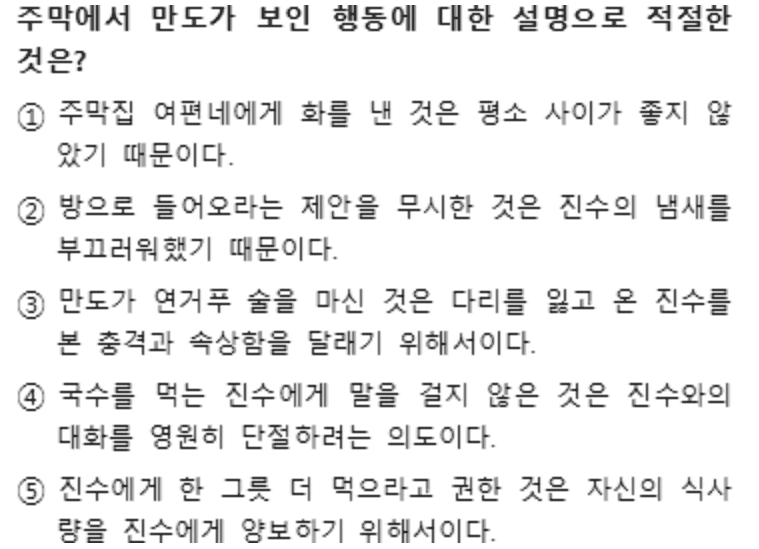 주막에서 만도가 보인 행동에 대한 설명으로 적절한
것은?
① 주막집 여편네에게 화를 낸 것은 평소 사이가 좋지 않
았기 때문이다.
② 방으로 들어오라는 제안을 무시한 것은 진수의 냄새를
부끄러워했기 때문이다.
③ 만도가 연거푸 술을 마신 것은 다리를 잃고 온 진수를
본 충격과 속상함을 달래기 위해서이다.
④ 국수를 먹는 진수에게 말을 걸지 않은 것은 진수와의
대화를 영원히 단절하려는 의도이다.
⑤ 진수에게 한 그릇 더 먹으라고 권한 것은 자신의 식사
량을 진수에게 양보하기 위해서이다.